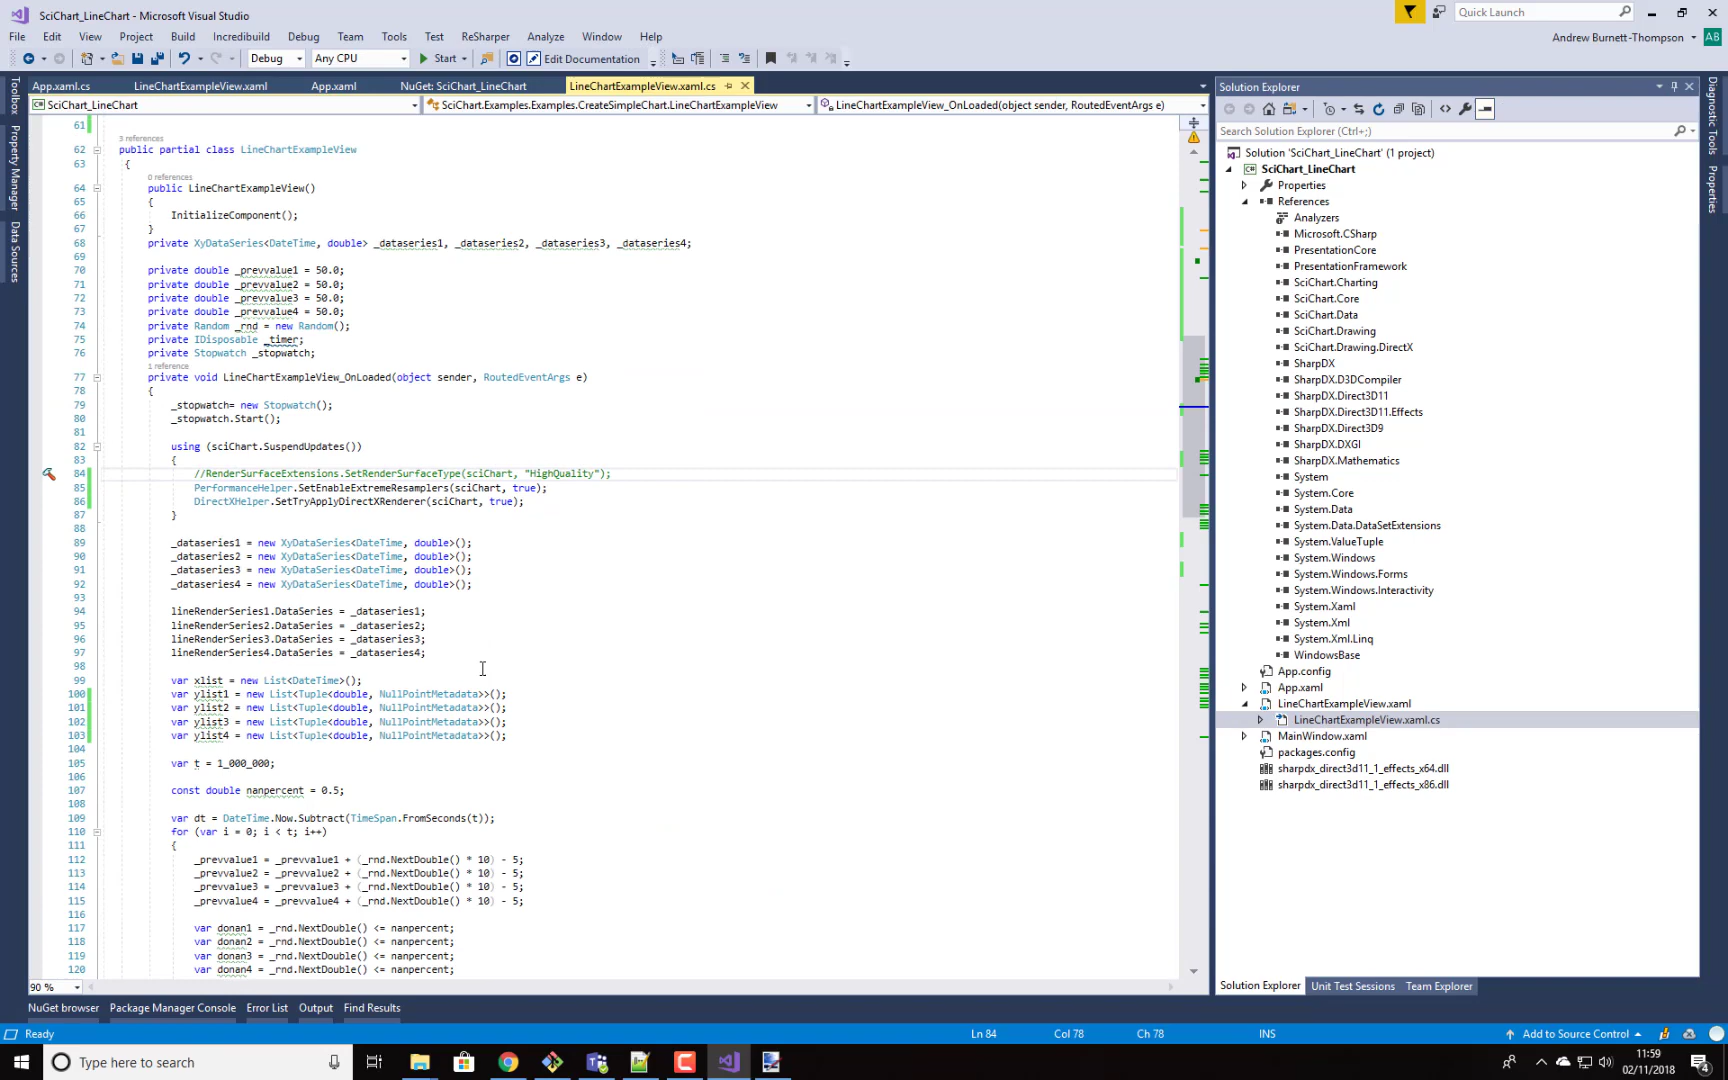 SciChart_LineChart - Microsoft Visual Studio
Quick Launch
File Edit View Project Build Incredibuild Debug Team Tools Test ReSharper Analyze Window Help
Andrew Burnett-Thompson AB
Debug Any CPU Start Edit Documentation
App.xaml.cs LineChartExampleView.xaml App.xaml NuGet: SciChart_LineChart LineChartExampleView.xaml.cs
SciChart_LineChart SciChart.Examples.Examples.CreateSimpleChart.LineChartExampleView LineChartExampleView_OnLoaded(object sender, RoutedEventArgs e)
Toolbox
Property Manager
Data Sources
61
3 references
62 public partial class LineChartExampleView
63 {
0 references
64 public LineChartExampleView()
65 {
66 InitializeComponent();
67 }
68 private XyDataSeries<DateTime, double> _dataseries1, _dataseries2, _dataseries3, _dataseries4;
69
70 private double _prevvalue1 = 50.0;
71 private double _prevvalue2 = 50.0;
72 private double _prevvalue3 = 50.0;
73 private double _prevvalue4 = 50.0;
74 private Random _rnd = new Random();
75 private IDisposable _timer;
76 private Stopwatch _stopwatch;
1 reference
77 private void LineChartExampleView_OnLoaded(object sender, RoutedEventArgs e)
78 {
79 _stopwatch= new Stopwatch();
80 _stopwatch.Start();
81
82 using (sciChart.SuspendUpdates())
83 {
84 //RenderSurfaceExtensions.SetRenderSurfaceType(sciChart, "HighQuality");
85 PerformanceHelper.SetEnableExtremeResamplers(sciChart, true);
86 DirectXHelper.SetTryApplyDirectXRenderer(sciChart, true);
87 }
88
89 _dataseries1 = new XyDataSeries<DateTime, double>();
90 _dataseries2 = new XyDataSeries<DateTime, double>();
91 _dataseries3 = new XyDataSeries<DateTime, double>();
92 _dataseries4 = new XyDataSeries<DateTime, double>();
93
94 lineRenderSeries1.DataSeries = _dataseries1;
95 lineRenderSeries2.DataSeries = _dataseries2;
96 lineRenderSeries3.DataSeries = _dataseries3;
97 lineRenderSeries4.DataSeries = _dataseries4;
98
99 var xlist = new List<DateTime>();
100 var ylist1 = new List<Tuple<double, NullPointMetadata>>();
101 var ylist2 = new List<Tuple<double, NullPointMetadata>>();
102 var ylist3 = new List<Tuple<double, NullPointMetadata>>();
103 var ylist4 = new List<Tuple<double, NullPointMetadata>>();
104
105 var t = 1_000_000;
106
107 const double nanpercent = 0.5;
108
109 var dt = DateTime.Now.Subtract(TimeSpan.FromSeconds(t));
110 for (var i = 0; i < t; i++)
111 {
112 _prevvalue1 = _prevvalue1 + (_rnd.NextDouble() * 10) - 5;
113 _prevvalue2 = _prevvalue2 + (_rnd.NextDouble() * 10) - 5;
114 _prevvalue3 = _prevvalue3 + (_rnd.NextDouble() * 10) - 5;
115 _prevvalue4 = _prevvalue4 + (_rnd.NextDouble() * 10) - 5;
116
117 var donan1 = _rnd.NextDouble() <= nanpercent;
118 var donan2 = _rnd.NextDouble() <= nanpercent;
119 var donan3 = _rnd.NextDouble() <= nanpercent;
120 var donan4 = _rnd.NextDouble() <= nanpercent;
90 %
Solution Explorer
Search Solution Explorer (Ctrl+;)
Solution 'SciChart_LineChart' (1 project)
SciChart_LineChart
Properties
References
Analyzers
Microsoft.CSharp
PresentationCore
PresentationFramework
SciChart.Charting
SciChart.Core
SciChart.Data
SciChart.Drawing
SciChart.Drawing.DirectX
SharpDX
SharpDX.D3DCompiler
SharpDX.Direct3D11
SharpDX.Direct3D11.Effects
SharpDX.Direct3D9
SharpDX.DXGI
SharpDX.Mathematics
System
System.Core
System.Data
System.Data.DataSetExtensions
System.ValueTuple
System.Windows
System.Windows.Forms
System.Windows.Interactivity
System.Xaml
System.Xml
System.Xml.Linq
WindowsBase
App.config
App.xaml
LineChartExampleView.xaml
LineChartExampleView.xaml.cs
MainWindow.xaml
packages.config
sharpdx_direct3d11_1_effects_x64.dll
sharpdx_direct3d11_1_effects_x86.dll
Diagnostic Tools
Properties
Solution Explorer Unit Test Sessions Team Explorer
NuGet browser Package Manager Console Error List Output Find Results
Ready Ln 84 Col 78 Ch 78 INS Add to Source Control
Type here to search
11:59
02/11/2018
4